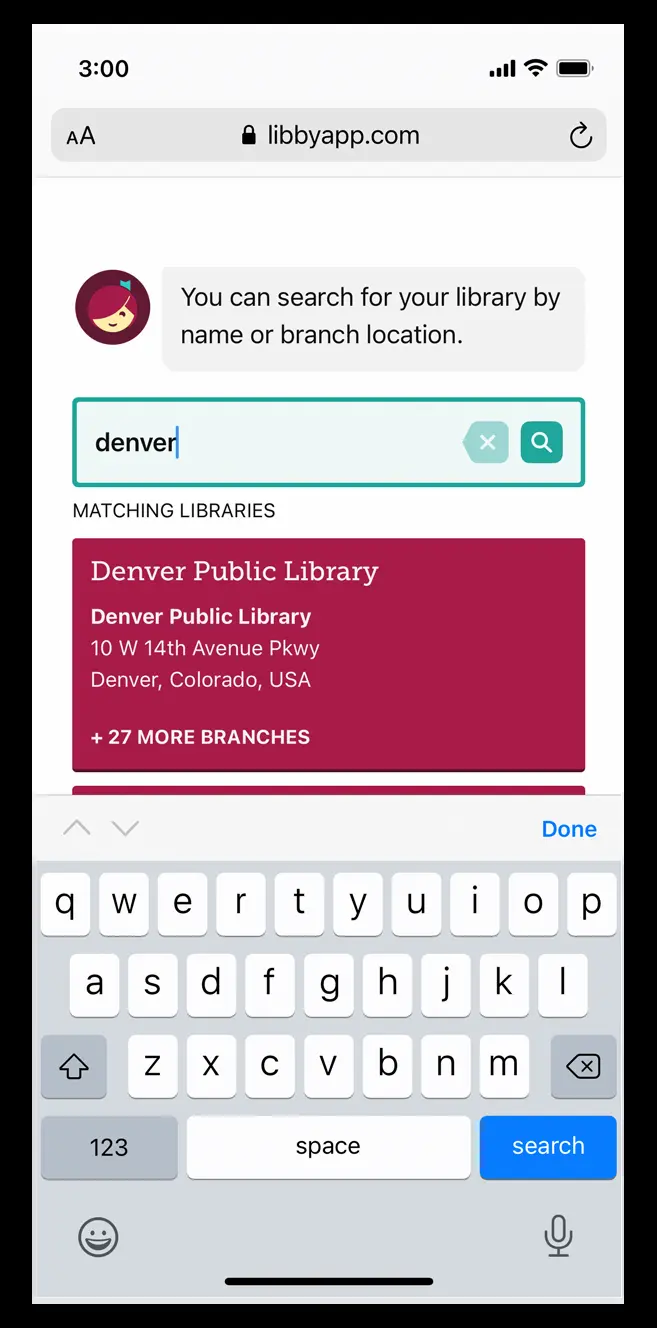 3:00
AA libbyapp.com
You can search for your library by
name or branch location.
denver
MATCHING LIBRARIES
Denver Public Library
Denver Public Library
10 W 14th Avenue Pkwy
Denver, Colorado, USA
+ 27 MORE BRANCHES
Done
q w e r t y u i o p
a s d f g h j k l
z x c v b n m
123 space search